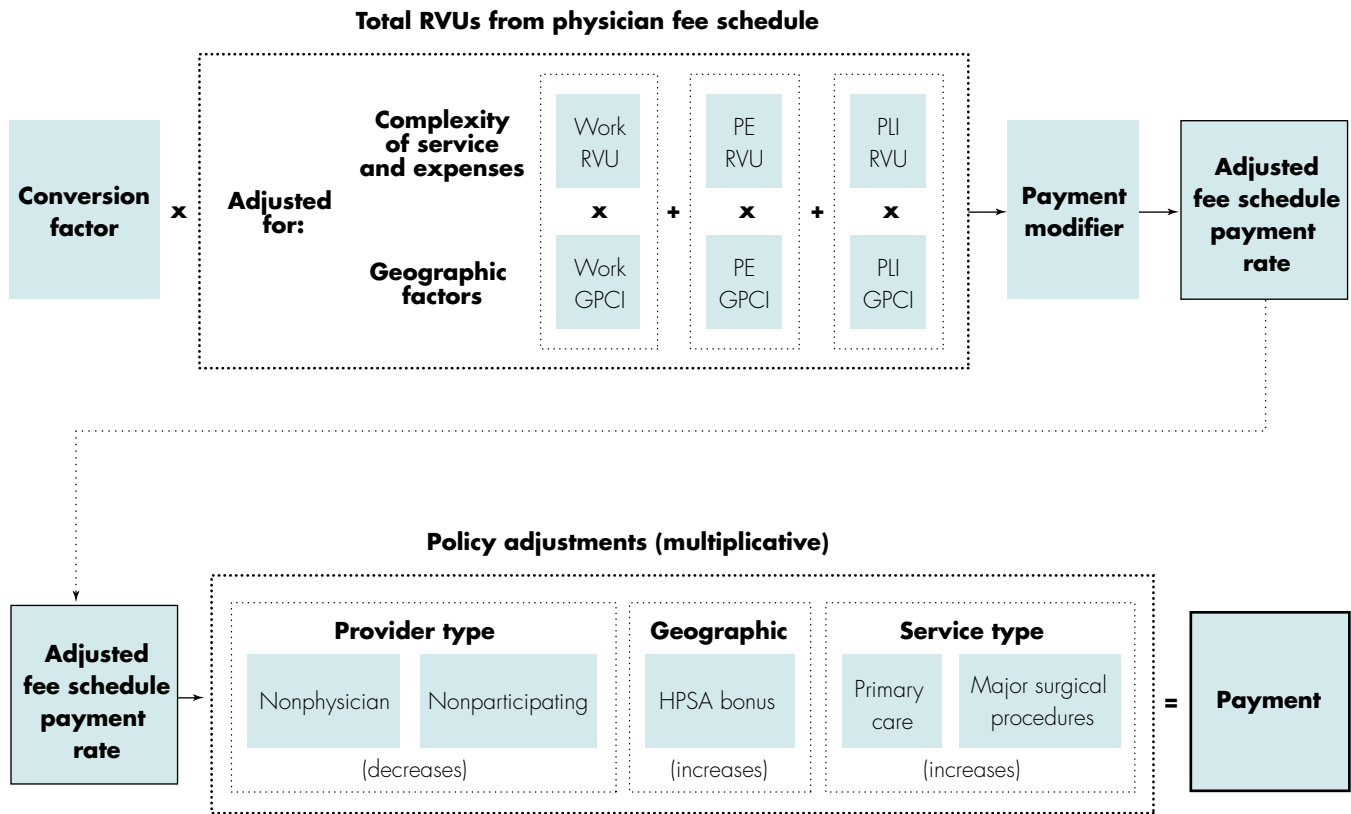 Total RVUs from physician fee schedule
Conversion
factor
x
Adjusted
for:
Complexity
of service
and expenses
Geographic
factors
Work
RVU
x
Work
GPCI
+
PE
RVU
x
PE
GPCI
+
PLI
RVU
x
PLI
GPCI
Payment
modifier
Adjusted
fee schedule
payment
rate
Policy adjustments (multiplicative)
Adjusted
fee schedule
payment
rate
Provider type
Nonphysician
Nonparticipating
(decreases)
Geographic
HPSA bonus
(increases)
Service type
Primary
care
Major surgical
procedures
(increases)
=
Payment